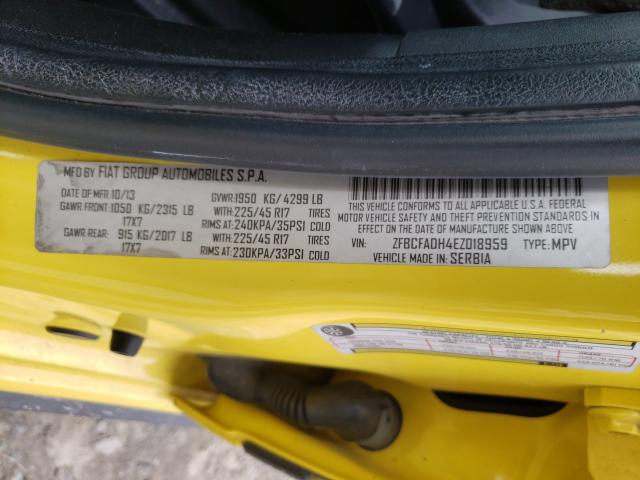 MFD BY FIAT GROUP AUTOMOBILES S.P.A.
DATE OF MFR:10/13 GVWR:1950 KG/4299 LB
GAWR FRONT:1050 KG/2315 LB WITH:225/45 R17 TIRES
17X7 RIMS AT:240KPA/35PSI COLD
GAWR REAR: 915 KG/2017 LB WITH:225/45 R17 TIRES
17X7 RIMS AT:230KPA/33PSI COLD
THIS VEHICLE CONFORMS TO ALL APPLICABLE U.S.A. FEDERAL
MOTOR VEHICLE SAFETY AND THEFT PREVENTION STANDARDS IN
EFFECT ON THE DATE OF MANUFACTURE SHOWN ABOVE.
VIN: ZFBCFADH4EZ018959 TYPE: MPV
VEHICLE MADE IN SERBIA